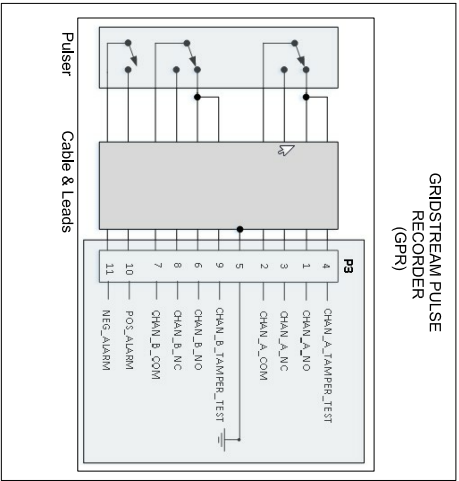 GRIDSTREAM PULSE
RECORDER
(GPR)
Pulser
Cable & Leads
P3
4 CHAN_A_TAMPER_TEST
1 CHAN_A_NO
3 CHAN_A_NC
2 CHAN_A_COM
5
9 CHAN_B_TAMPER_TEST
6 CHAN_B_NO
8 CHAN_B_NC
7 CHAN_B_COM
10 POS_ALARM
11 NEG_ALARM